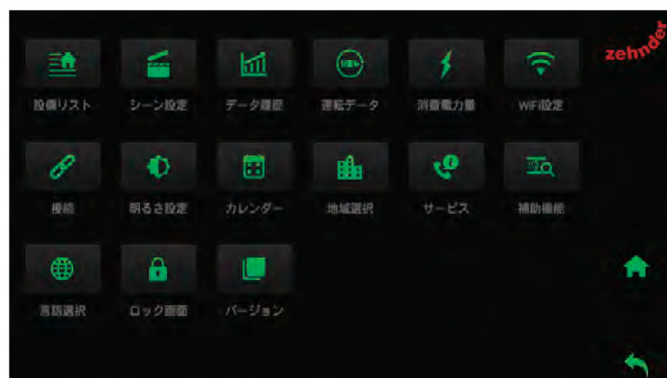 zehnder
設備リスト シーン設定 データ履歴 運転データ 消費電力量 WiFi設定
接続 明るさ設定 カレンダー 地域選択 サービス 補助機能
言語選択 ロック画面 バージョン